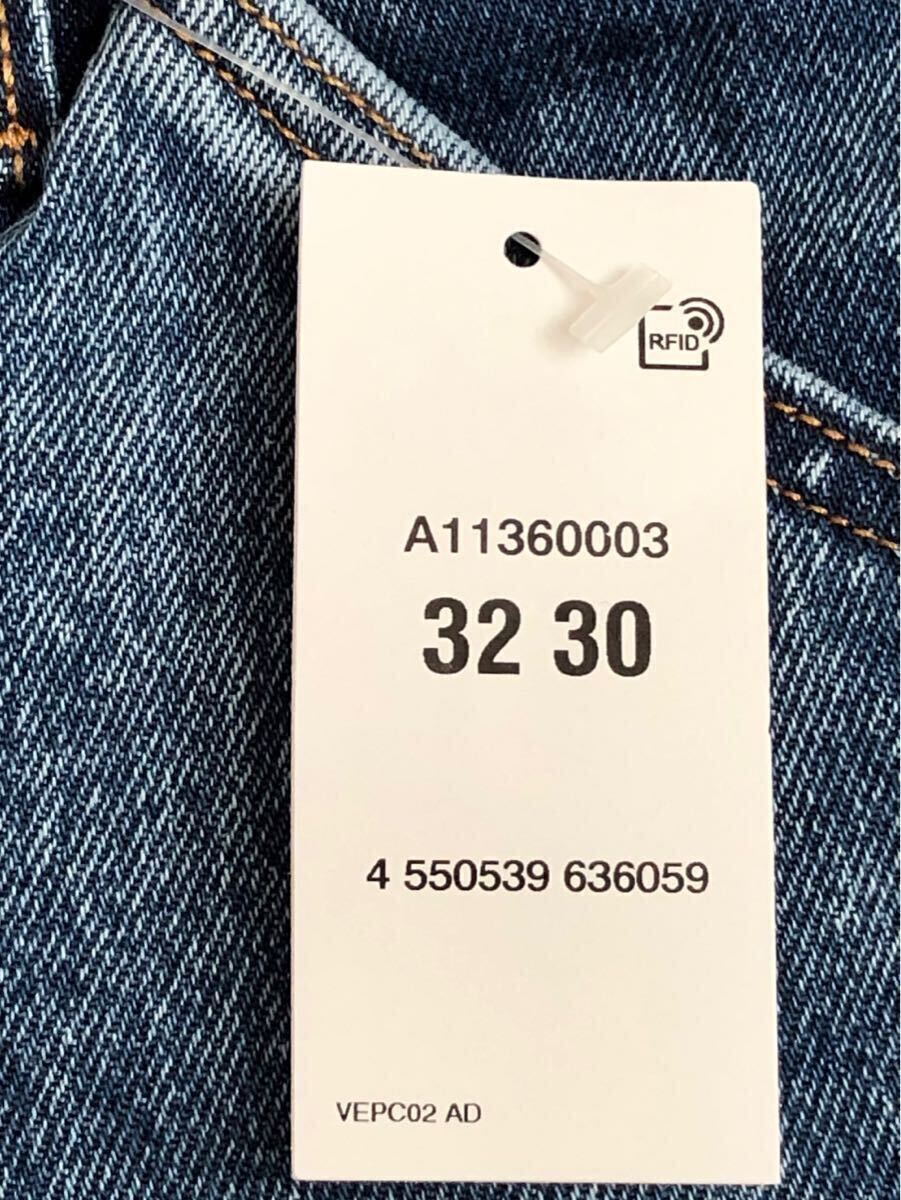 RFID
A11360003
32 30
4 550539 636059
VEPC02 AD